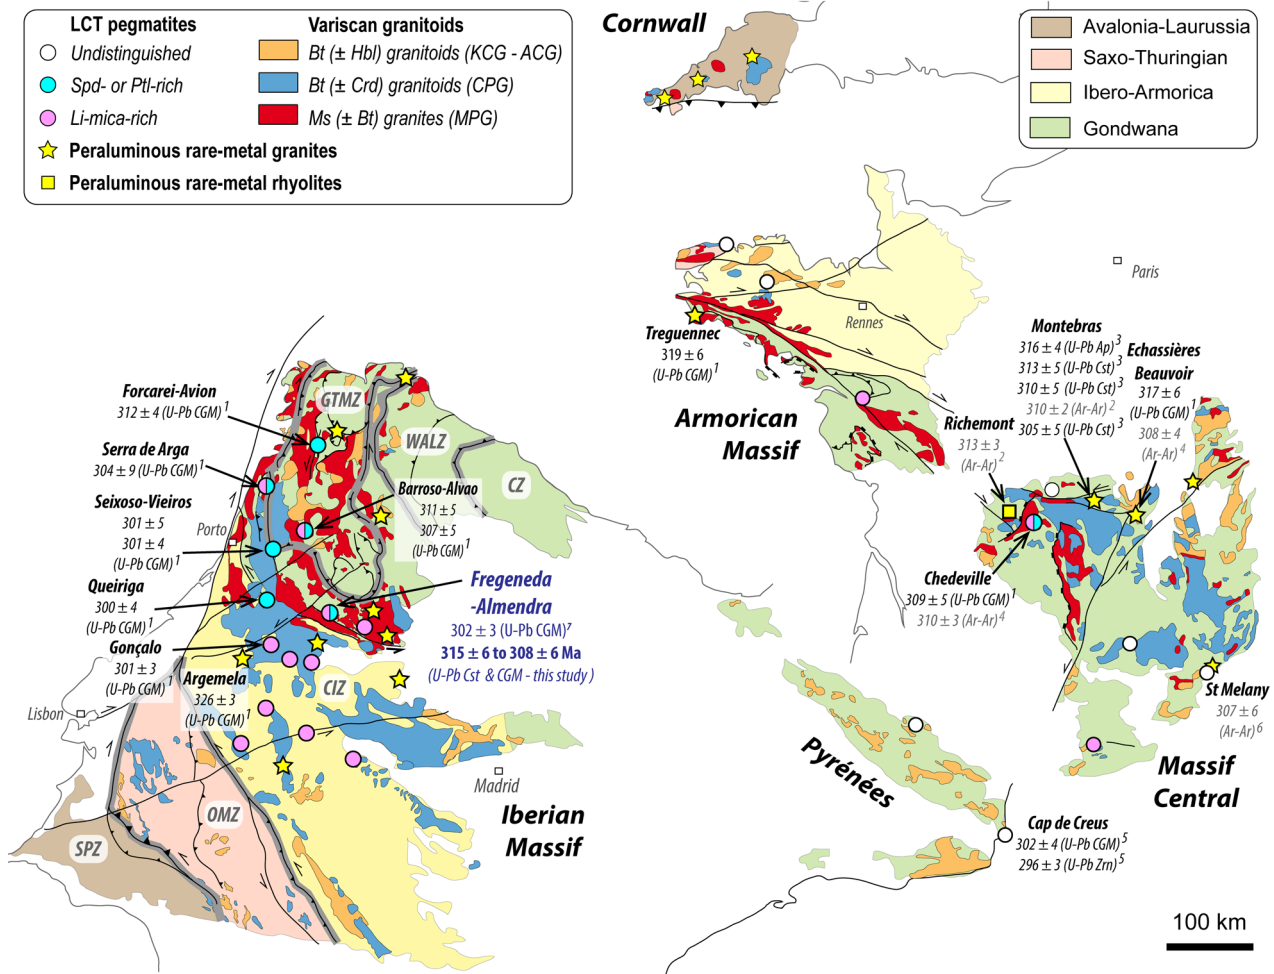 LCT pegmatites
Undistinguished
Spd- or Ptl-rich
Li-mica-rich
Variscan granitoids
Bt (± Hbl) granitoids (KCG - ACG)
Bt (± Crd) granitoids (CPG)
Ms (± Bt) granites (MPG)
Peraluminous rare-metal granites
Peraluminous rare-metal rhyolites
Cornwall
Avalonia-Laurussia
Saxo-Thuringian
Ibero-Armorica
Gondwana
Paris
Rennes
Treguennec
319 ± 6
(U-Pb CGM)1
Armorican
Massif
Montebras
316 ± 4 (U-Pb Ap)3
313 ± 5 (U-Pb Cst)3
310 ± 5 (U-Pb Cst)3
310 ± 2 (Ar-Ar)2
305 ± 5 (U-Pb Cst)3
Echassières
Beauvoir
317 ± 6
(U-Pb CGM)1
308 ± 4
(Ar-Ar)4
Richemont
313 ± 3
(Ar-Ar)2
Chedeville
309 ± 5 (U-Pb CGM)1
310 ± 3 (Ar-Ar)4
St Melany
307 ± 6
(Ar-Ar)6
Massif
Central
Forcarei-Avion
312 ± 4 (U-Pb CGM)1
Serra de Arga
304 ± 9 (U-Pb CGM)1
Seixoso-Vieiros
301 ± 5
301 ± 4
(U-Pb CGM)1
Porto
Queiriga
300 ± 4
(U-Pb CGM)1
Gonçalo
301 ± 3
(U-Pb CGM)1
Argemela
326 ± 3
(U-Pb CGM)1
Lisbon
GTMZ
WALZ
CZ
Barroso-Alvao
311 ± 5
307 ± 5
(U-Pb CGM)1
Fregeneda
-Almendra
302 ± 3 (U-Pb CGM)7
315 ± 6 to 308 ± 6 Ma
(U-Pb Cst & CGM - this study )
CIZ
OMZ
SPZ
Madrid
Iberian
Massif
Pyrénées
Cap de Creus
302 ± 4 (U-Pb CGM)5
296 ± 3 (U-Pb Zrn)5
100 km